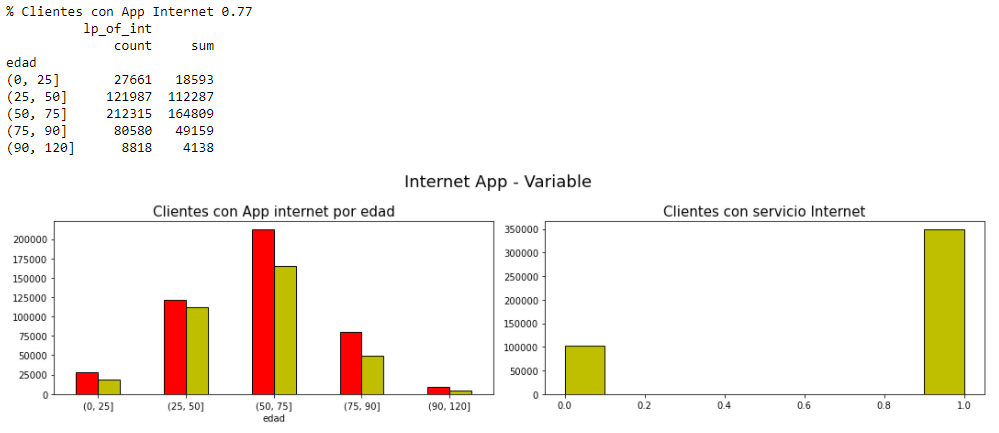 % Clientes con App Internet 0.77
lp_of_int
count sum
edad
(0, 25] 27661 18593
(25, 50] 121987 112287
(50, 75] 212315 164809
(75, 90] 80580 49159
(90, 120] 8818 4138
Internet App - Variable
Clientes con App internet por edad
200000
175000
150000
125000
100000
75000
50000
25000
0
(0, 25] (25, 50] (50, 75] (75, 90] (90, 120]
edad
Clientes con servicio Internet
350000
300000
250000
200000
150000
100000
50000
0
0.0 0.2 0.4 0.6 0.8 1.0